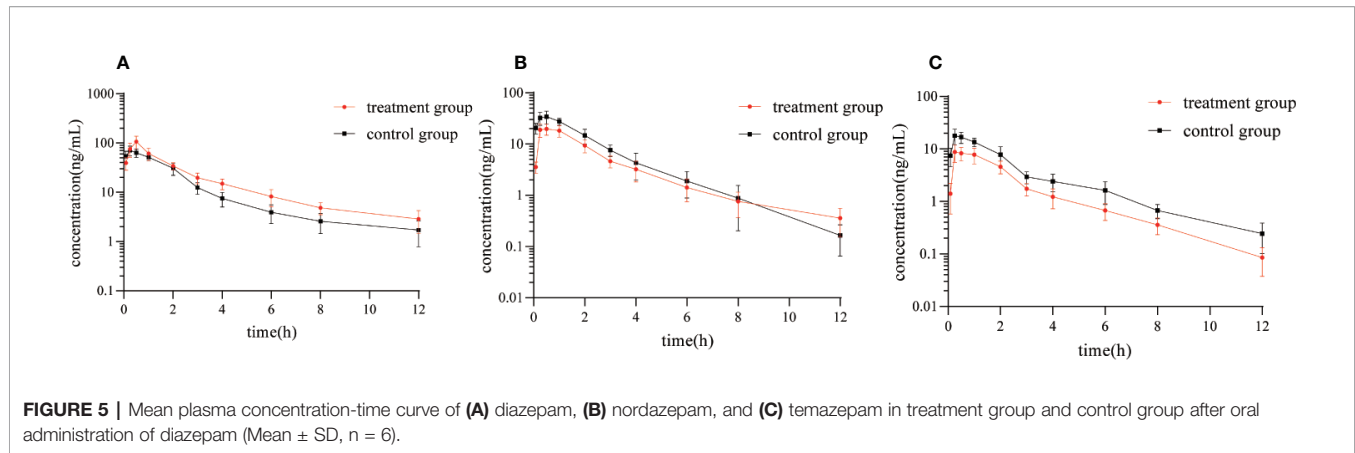 A
B
C
1000
100
10
1
0.1
concentration(ng/mL)
0 2 4 6 8 10 12
time(h)
treatment group
control group
100
10
1
0.1
0.01
concentration(ng/mL)
0 2 4 6 8 10 12
time(h)
treatment group
control group
100
10
1
0.1
0.01
concentration(ng/mL)
0 2 4 6 8 10 12
time(h)
treatment group
control group
FIGURE 5 | Mean plasma concentration-time curve of (A) diazepam, (B) nordazepam, and (C) temazepam in treatment group and control group after oral
administration of diazepam (Mean ± SD, n = 6).